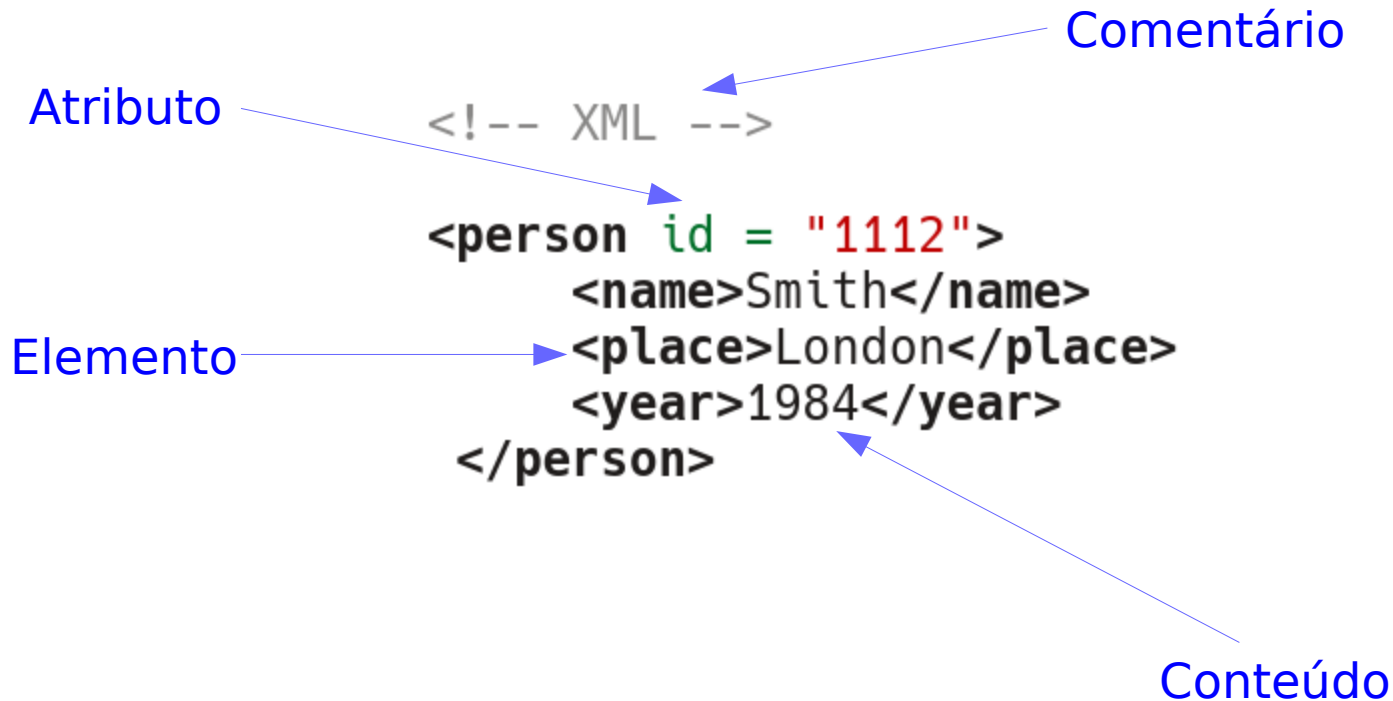 Comentário
Atributo
<!-- XML -->
<person id = "1112">
<name>Smith</name>
Elemento
<place>London</place>
<year>1984</year>
</person>
Conteúdo